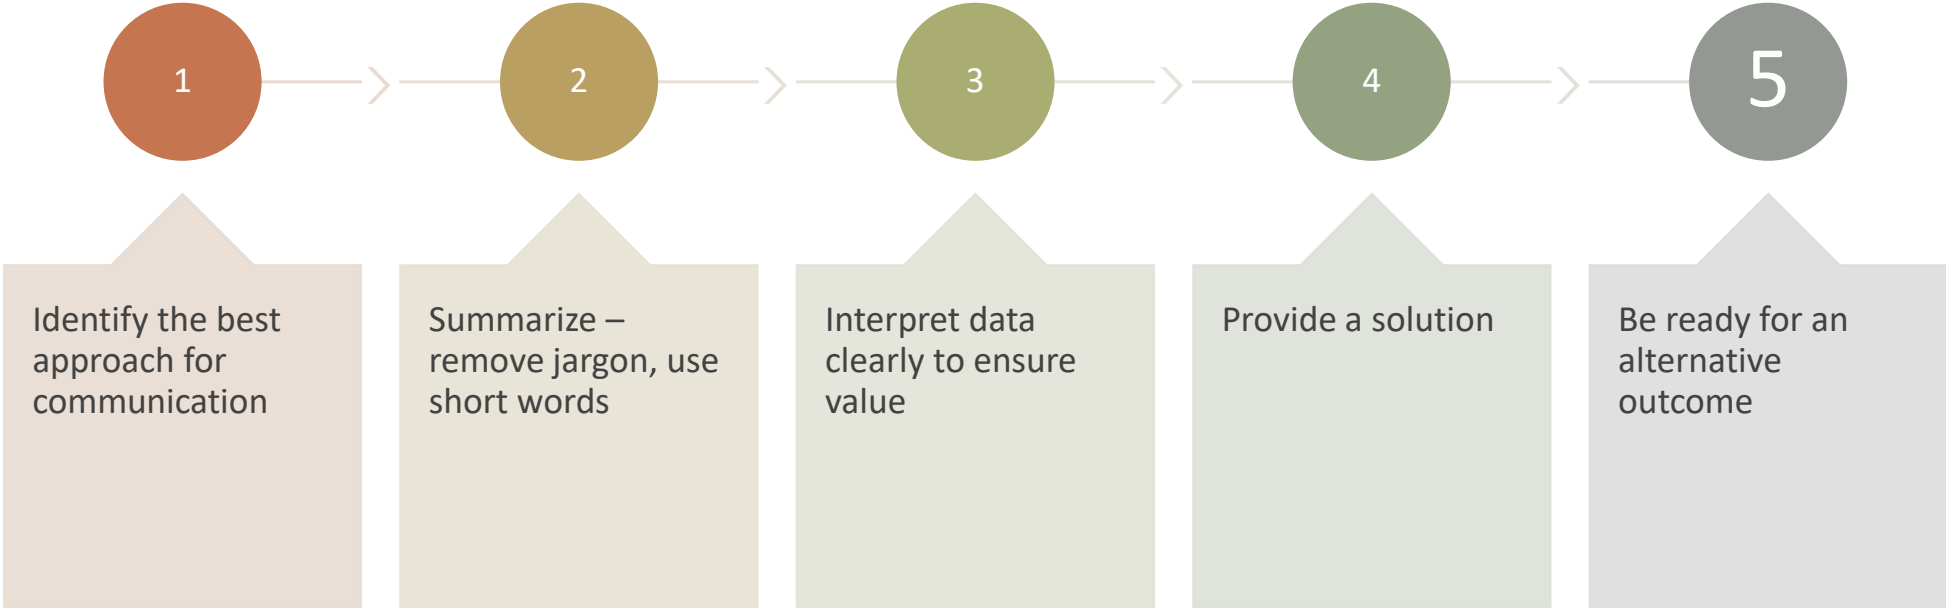 1
2
3
4
5
Identify the best
approach for
communication
Summarize –
remove jargon, use
short words
Interpret data
clearly to ensure
value
Provide a solution
Be ready for an
alternative
outcome